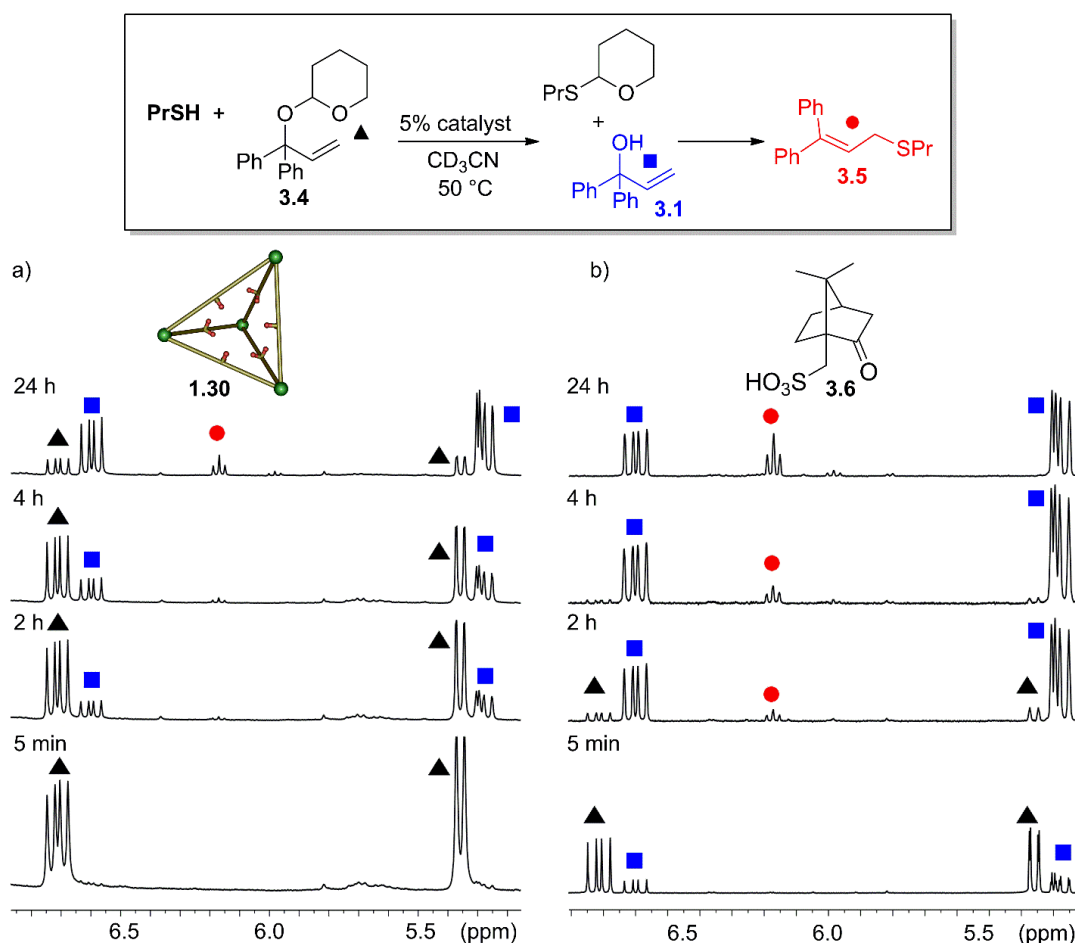 PrSH +
O
O
Ph
Ph
3.4
5% catalyst
CD3CN
50 °C
PrS
O
+
OH
Ph
Ph
3.1
Ph
Ph
SPr
3.5
a)
1.30
24 h
4 h
2 h
5 min
6.5
6.0
5.5
(ppm)
b)
HO3S
O
3.6
24 h
4 h
2 h
5 min
6.5
6.0
5.5
(ppm)